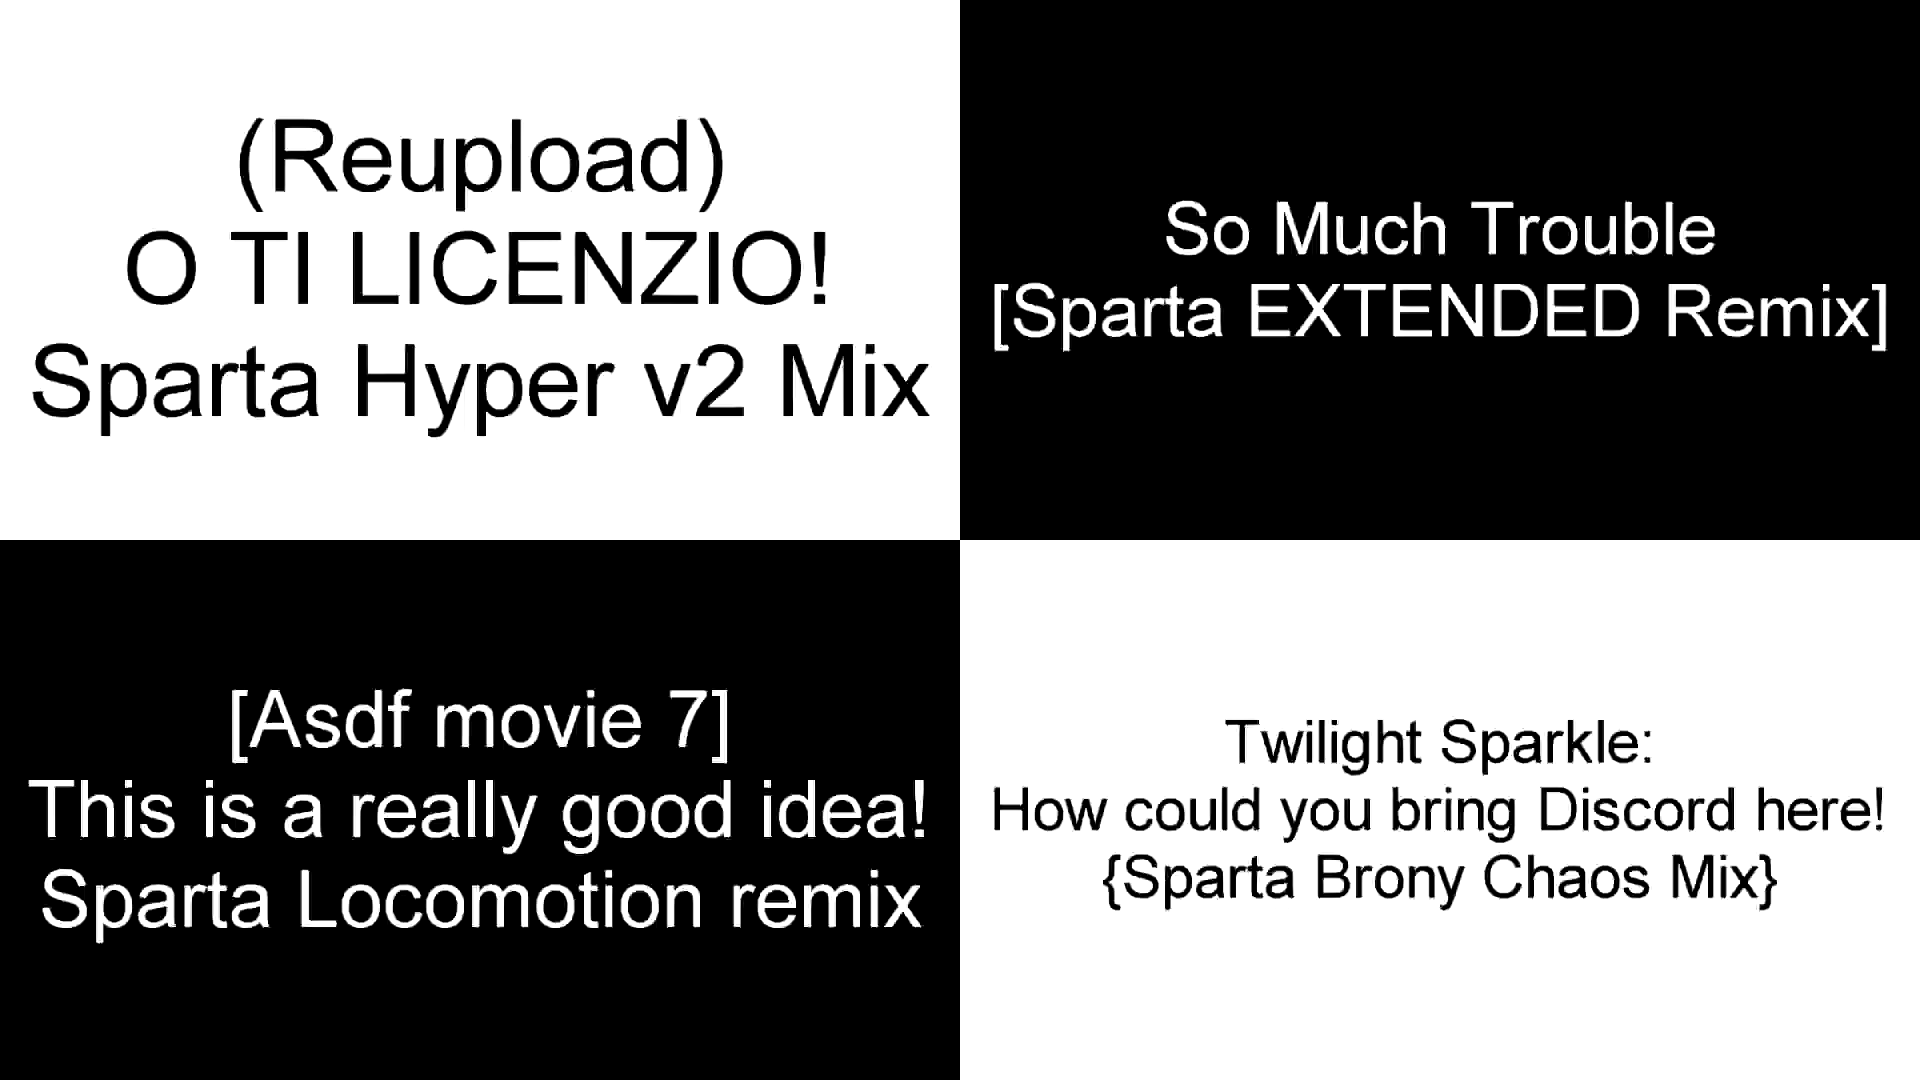 (Reupload)
O TI LICENZIO!
Sparta Hyper v2 Mix
So Much Trouble
[Sparta EXTENDED Remix]
[Asdf movie 7]
This is a really good idea!
Sparta Locomotion remix
Twilight Sparkle:
How could you bring Discord here!
{Sparta Brony Chaos Mix}